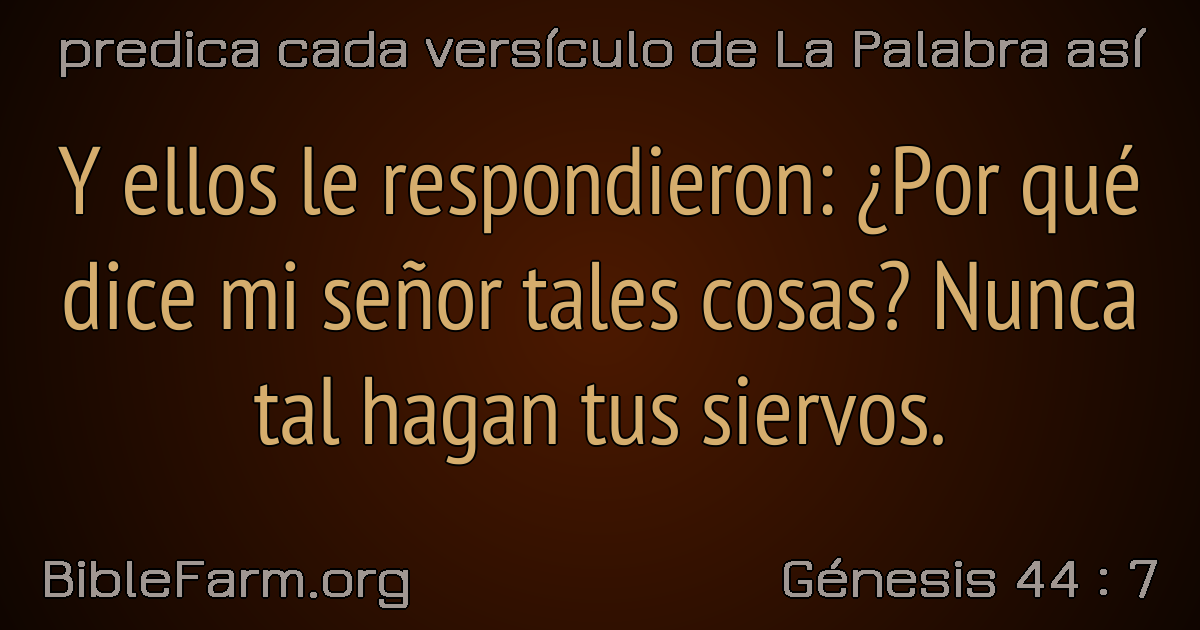 predica cada versículo de La Palabra así
Y ellos le respondieron: ¿Por qué
dice mi señor tales cosas? Nunca
tal hagan tus siervos.
BibleFarm.org
Génesis 44 : 7